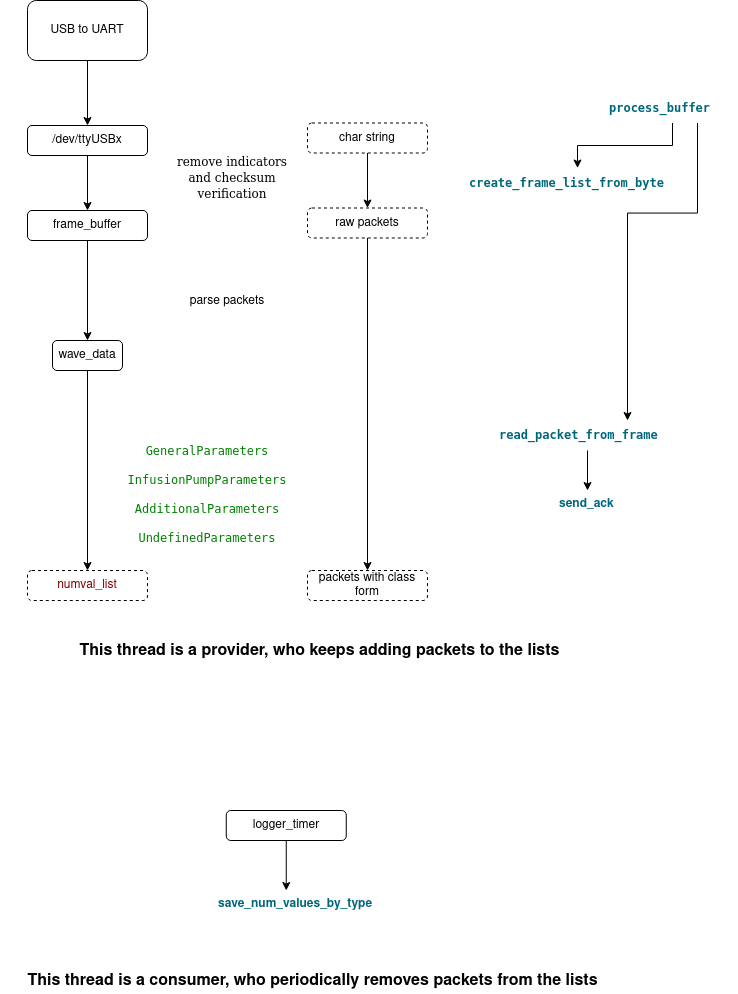 USB to UART
process_buffer
/dev/ttyUSBx
char string
remove indicators
and checksum
verification
create_frame_list_from_byte
frame_buffer
raw packets
parse packets
wave_data
read_packet_from_frame
GeneralParameters
InfusionPumpParameters
send_ack
AdditionalParameters
UndefinedParameters
numval_list
packets with class
form
This thread is a provider, who keeps adding packets to the lists
logger_timer
save_num_values_by_type
This thread is a consumer, who periodically removes packets from the lists